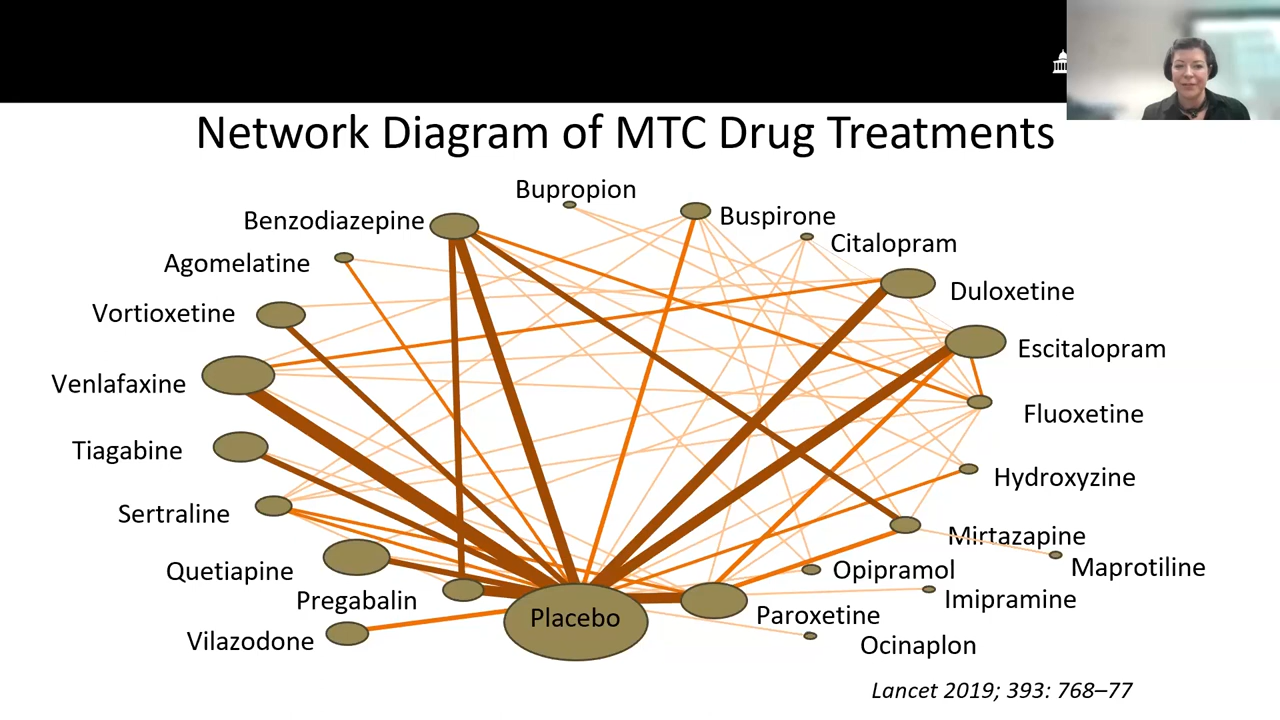 Network Diagram of MTC Drug Treatments
Bupropion
Benzodiazepine
Buspirone
Citalopram
Agomelatine
Duloxetine
Vortioxetine
Escitalopram
Venlafaxine
Fluoxetine
Tiagabine
Hydroxyzine
Sertraline
Mirtazapine
Quetiapine
Opipramol
Maprotiline
Pregabalin
Imipramine
Placebo
Paroxetine
Vilazodone
Ocinaplon
Lancet 2019; 393: 768–77